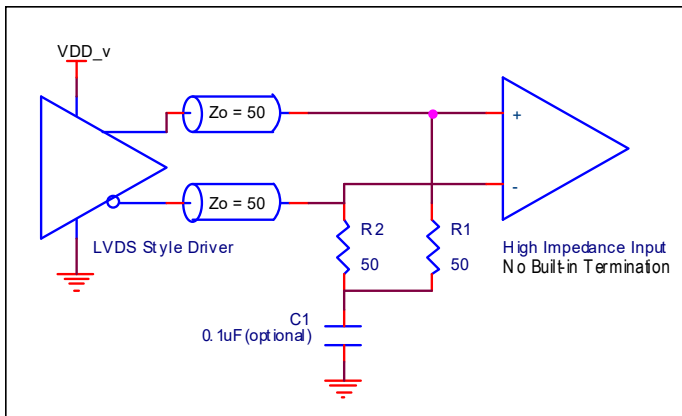 VDD_v
Zo = 50
+
Zo = 50
-
LVDS Style Driver
R2
50
R1
50
High Impedance Input
No Built-in Termination
C1
0.1uF(optional)